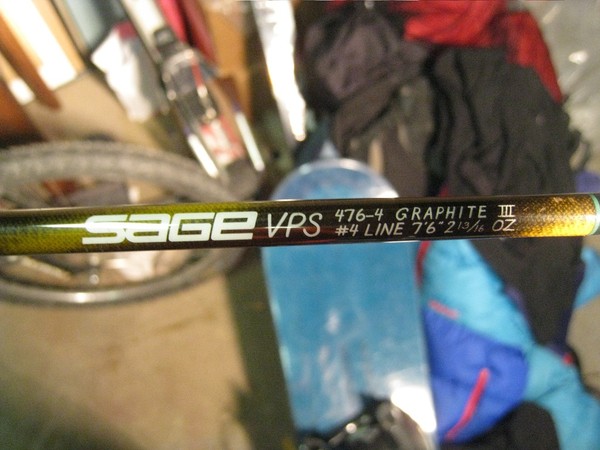 SAGE VPS 476-4 GRAPHITE III
#4 LINE 7'6" 2 13/16 OZ